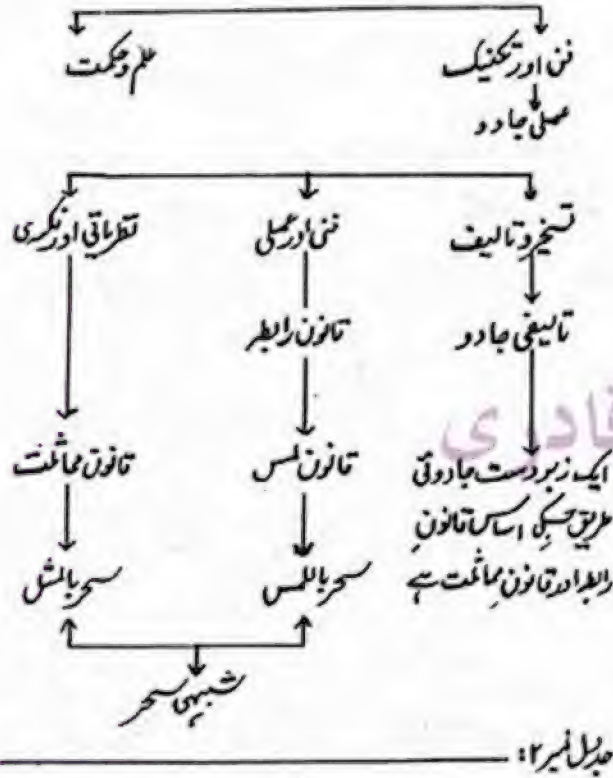 فن اور تکنیک علم و حکمت
عملی جادو
تسخیر و تالیف فنی اور عملی نظریاتی اور فکری
تالیفی جادو قانون رابطہ
قانون لمس قانون مماثلت
ایک زبردست جادوئی
طریق جسکی اساس قانون
رابطہ اور قانون مماثلت ہے
سحر باللمس سحر بالمثل
شبیہی سحر
جدول نمبر ۲:
قادری